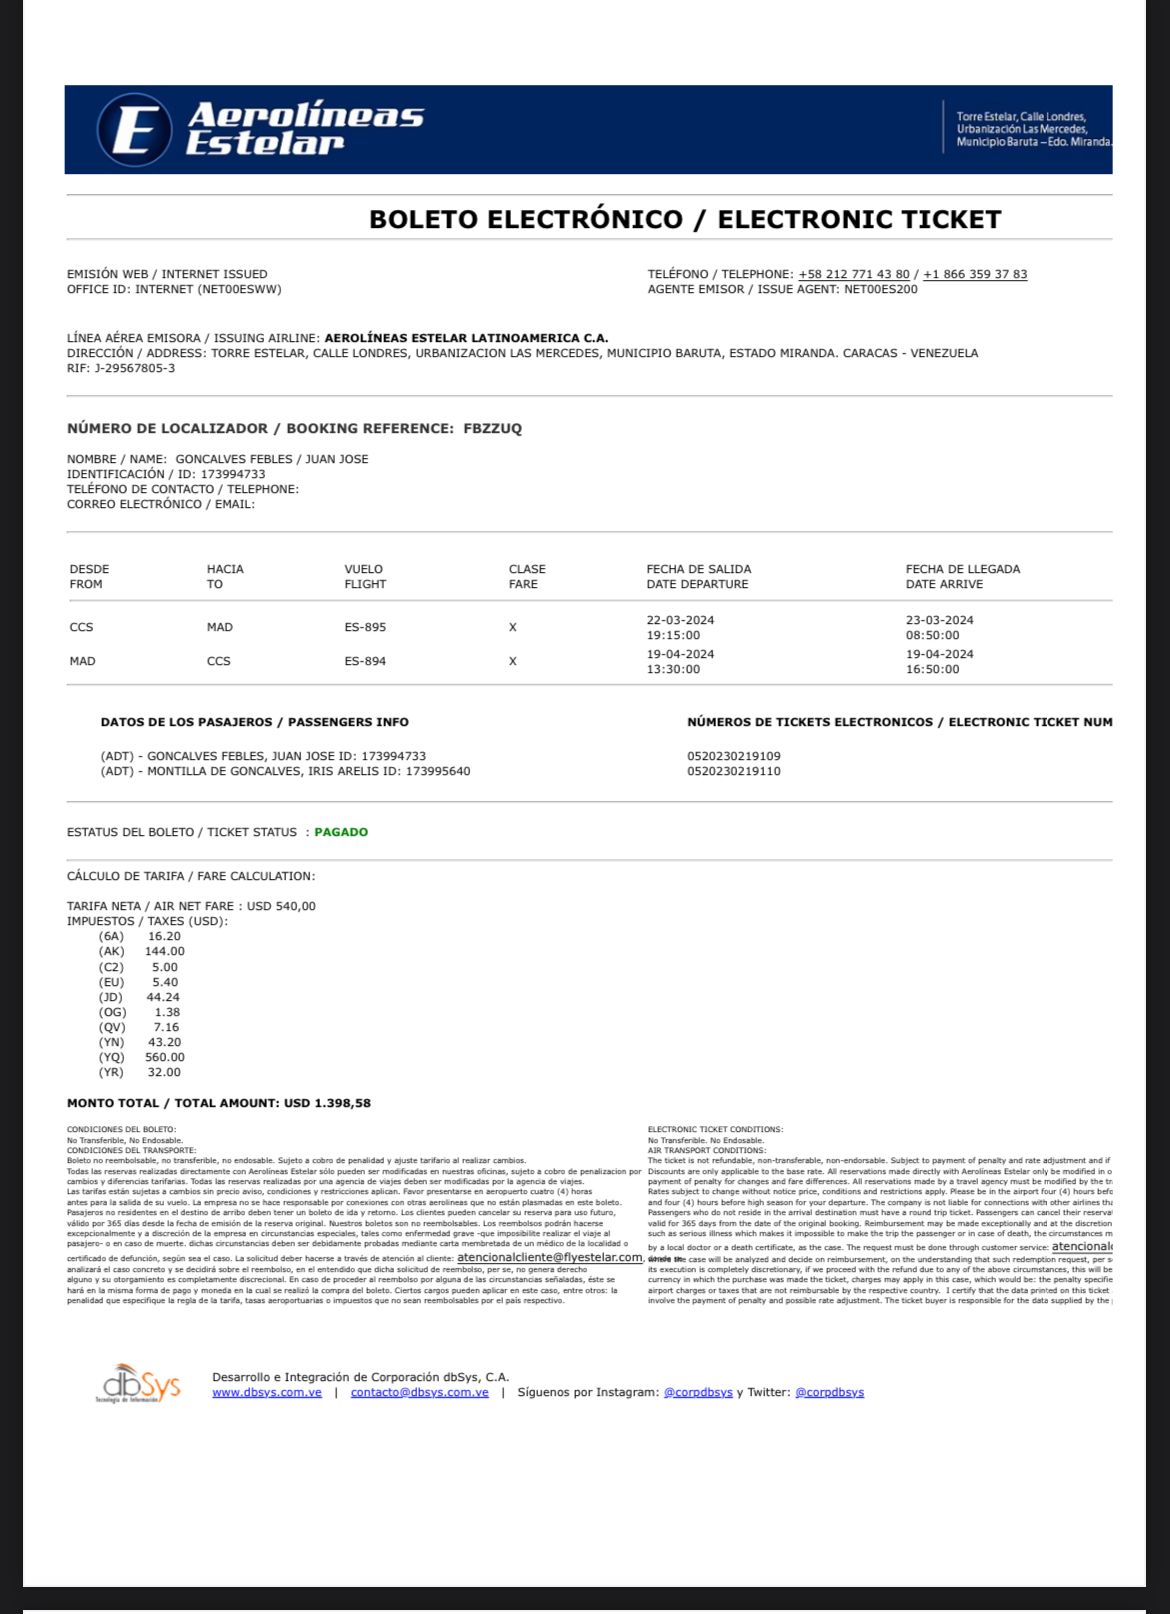 E Aerolíneas
Estelar
Torre Estelar, Calle Londres,
Urbanización Las Mercedes,
Municipio Baruta – Edo. Miranda.
BOLETO ELECTRÓNICO / ELECTRONIC TICKET
EMISIÓN WEB / INTERNET ISSUED
OFFICE ID: INTERNET (NET00ESWW)
TELÉFONO / TELEPHONE: +58 212 771 43 80 / +1 866 359 37 83
AGENTE EMISOR / ISSUE AGENT: NET00ES200
LÍNEA AÉREA EMISORA / ISSUING AIRLINE: AEROLÍNEAS ESTELAR LATINOAMERICA C.A.
DIRECCIÓN / ADDRESS: TORRE ESTELAR, CALLE LONDRES, URBANIZACION LAS MERCEDES, MUNICIPIO BARUTA, ESTADO MIRANDA. CARACAS - VENEZUELA
RIF: J-29567805-3
NÚMERO DE LOCALIZADOR / BOOKING REFERENCE: FBZZUQ
NOMBRE / NAME: GONCALVES FEBLES / JUAN JOSE
IDENTIFICACIÓN / ID: 173994733
TELÉFONO DE CONTACTO / TELEPHONE:
CORREO ELECTRÓNICO / EMAIL:
DESDE HACIA VUELO CLASE FECHA DE SALIDA FECHA DE LLEGADA
FROM TO FLIGHT FARE DATE DEPARTURE DATE ARRIVE
CCS MAD ES-895 X 22-03-2024 19:15:00 23-03-2024 08:50:00
MAD CCS ES-894 X 19-04-2024 13:30:00 19-04-2024 16:50:00
DATOS DE LOS PASAJEROS / PASSENGERS INFO NÚMEROS DE TICKETS ELECTRONICOS / ELECTRONIC TICKET NUM
(ADT) - GONCALVES FEBLES, JUAN JOSE ID: 173994733 0520230219109
(ADT) - MONTILLA DE GONCALVES, IRIS ARELIS ID: 173995640 0520230219110
ESTATUS DEL BOLETO / TICKET STATUS : PAGADO
CÁLCULO DE TARIFA / FARE CALCULATION:
TARIFA NETA / AIR NET FARE : USD 540,00
IMPUESTOS / TAXES (USD):
(6A) 16.20
(AK) 144.00
(C2) 5.00
(EU) 5.40
(JD) 44.24
(OG) 1.38
(QV) 7.16
(YN) 43.20
(YQ) 560.00
(YR) 32.00
MONTO TOTAL / TOTAL AMOUNT: USD 1.398,58
CONDICIONES DEL BOLETO:
No Transferible, No Endosable.
CONDICIONES DEL TRANSPORTE:
Boleto no reembolsable, no transferible, no endosable. Sujeto a cobro de penalidad y ajuste tarifario al realizar cambios.
Todas las reservas realizadas directamente con Aerolíneas Estelar sólo pueden ser modificadas en nuestras oficinas, sujeto a cobro de penalizacion por
cambios y diferencias tarifarias. Todas las reservas realizadas por una agencia de viajes deben ser modificadas por la agencia de viajes.
Las tarifas están sujetas a cambios sin precio aviso, condiciones y restricciones aplican. Favor presentarse en aeropuerto cuatro (4) horas
antes para la salida de su vuelo. La empresa no se hace responsable por conexiones con otras aerolineas que no están plasmadas en este boleto.
Pasajeros no residentes en el destino de arribo deben tener un boleto de ida y retorno. Los clientes pueden cancelar su reserva para uso futuro,
válido por 365 días desde la fecha de emisión de la reserva original. Nuestros boletos son no reembolsables. Los reembolsos podrán hacerse
excepcionalmente y a discreción de la empresa en circunstancias especiales, tales como enfermedad grave -que imposibilite realizar el viaje al
pasajero- o en caso de muerte. dichas circunstancias deben ser debidamente probadas mediante carta membretada de un médico de la localidad o
certificado de defunción, según sea el caso. La solicitud deber hacerse a través de atención al cliente: atencionalcliente@flyestelar.com,
analizará el caso concreto y se decidirá sobre el reembolso, en el entendido que dicha solicitud de reembolso, per se, no genera derecho
alguno y su otorgamiento es completamente discrecional. En caso de proceder al reembolso por alguna de las circunstancias señaladas, éste se
hará en la misma forma de pago y moneda en la cual se realizó la compra del boleto. Ciertos cargos pueden aplicar en este caso, entre otros: la
penalidad que especifique la regla de la tarifa, tasas aeroportuarias o impuestos que no sean reembolsables por el país respectivo.
ELECTRONIC TICKET CONDITIONS:
No Transferible. No Endosable.
AIR TRANSPORT CONDITIONS:
The ticket is not refundable, non-transferable, non-endorsable. Subject to payment of penalty and rate adjustment and if
Discounts are only applicable to the base rate. All reservations made directly with Aerolíneas Estelar only be modified in o
payment of penalty for changes and fare differences. All reservations made by a travel agency must be modified by the tr
Rates subject to change without notice price, conditions and restrictions apply. Please be in the airport four (4) hours befo
and four (4) hours before high season for your departure. The company is not liable for connections with other airlines tha
Passengers who do not reside in the arrival destination must have a round trip ticket. Passengers can cancel their reservat
valid for 365 days from the date of the original booking. Reimbursement may be made exceptionally and at the discretion
such as serious illness which makes it impossible to make the trip the passenger or in case of death, the circumstances m
by a local doctor or a death certificate, as the case. The request must be done through customer service: atencionalc
the case will be analyzed and decide on reimbursement, on the understanding that such redemption request, per s
its execution is completely discretionary, if we proceed with the refund due to any of the above circumstances, this will be
currency in which the purchase was made the ticket, charges may apply in this case, which would be: the penalty specifie
airport charges or taxes that are not reimbursable by the respective country. I certify that the data printed on this ticket
involve the payment of penalty and possible rate adjustment. The ticket buyer is responsible for the data supplied by the
dbSys
Tecnología de Información
Desarrollo e Integración de Corporación dbSys, C.A.
www.dbsys.com.ve | contacto@dbsys.com.ve | Síguenos por Instagram: @corpdbsys y Twitter: @corpdbsys